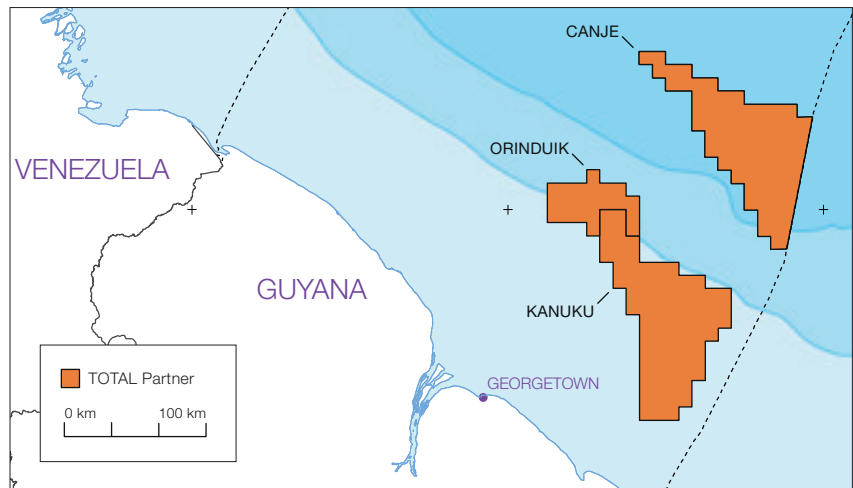 CANJE
ORINDUIK
VENEZUELA
GUYANA
KANUKU
TOTAL Partner
GEORGETOWN
0 km 100 km